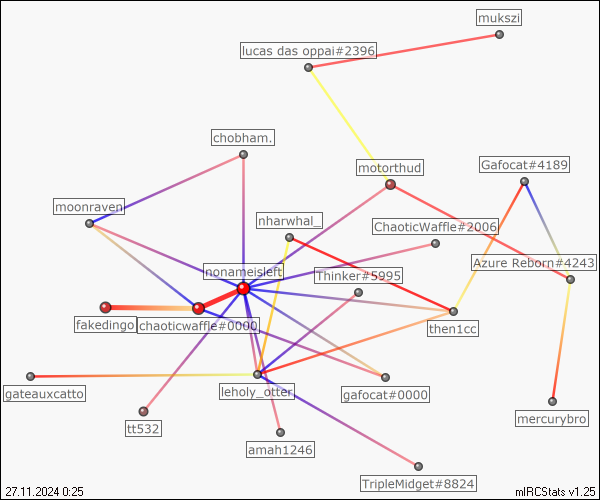 mukszi
lucas das oppai#2396
chobham.
motorthud
Gafocat#4189
moonraven
nharwhal_
ChaoticWaffle#2006
nonameisleft
Thinker#5995
Azure Reborn#4243
fakedingo
chaoticwaffle#0000
then1cc
gateauxcatto
leholy_otter
gafocat#0000
mercurybro
tt532
amah1246
TripleMidget#8824
27.11.2024 0:25
mIRCStats v1.25